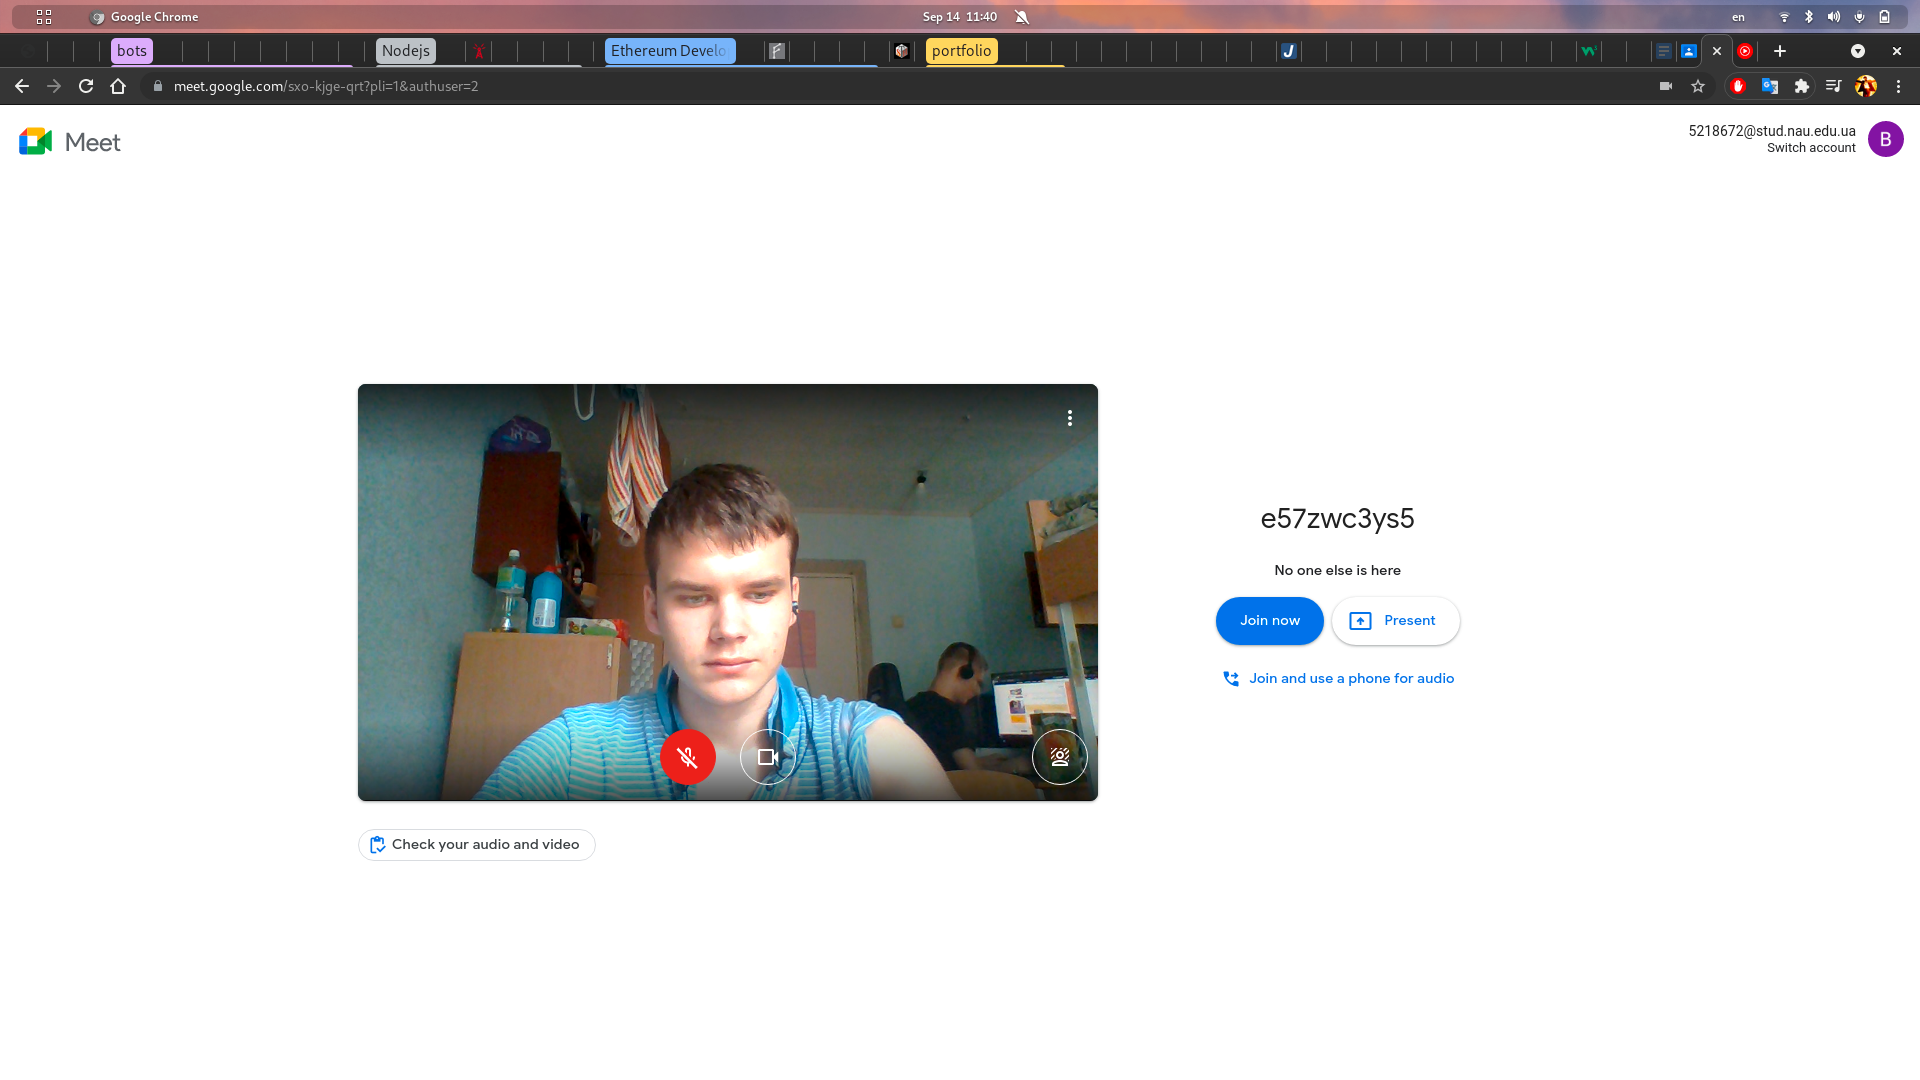 Google Chrome
Sep 14 11:40
en
bots
Nodejs
Ethereum Develo
portfolio
meet.google.com/sxo-kjge-qrt?pli=1&authuser=2
Meet
5218672@stud.nau.edu.ua
Switch account
B
e57zwc3ys5
No one else is here
Join now
Present
Join and use a phone for audio
Check your audio and video